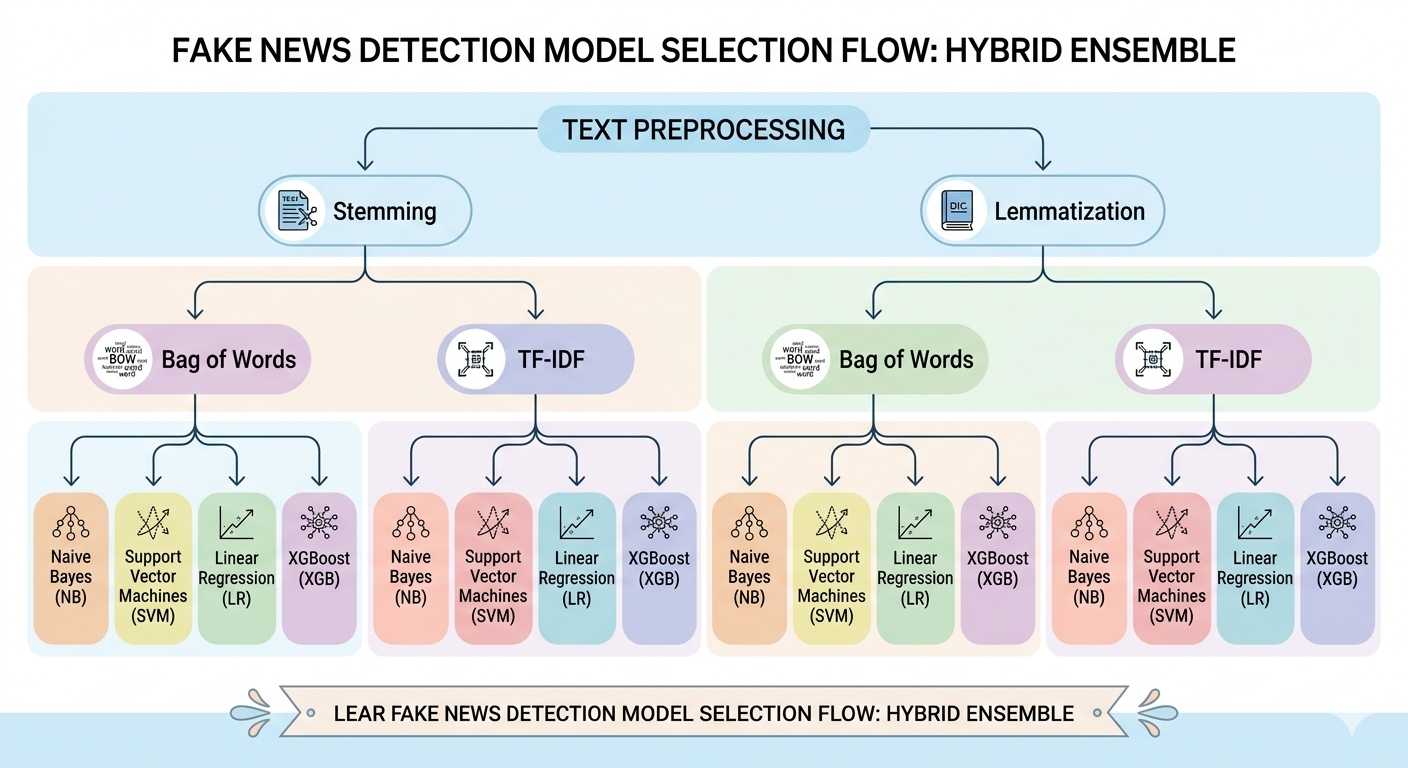 FAKE NEWS DETECTION MODEL SELECTION FLOW: HYBRID ENSEMBLE
TEXT PREPROCESSING
TEXT
Stemming
DIC
Lemmatization
BOW
Bag of Words
TF-IDF
BOW
Bag of Words
TF-IDF
Naive
Bayes
(NB)
Support
Vector
Machines
(SVM)
Linear
Regression
(LR)
XGBoost
(XGB)
Naive
Bayes
(NB)
Support
Vector
Machines
(SVM)
Linear
Regression
(LR)
XGBoost
(XGB)
Naive
Bayes
(NB)
Support
Vector
Machines
(SVM)
Linear
Regression
(LR)
XGBoost
(XGB)
Naive
Bayes
(NB)
Support
Vector
Machines
(SVM)
Linear
Regression
(LR)
XGBoost
(XGB)
LEAR FAKE NEWS DETECTION MODEL SELECTION FLOW: HYBRID ENSEMBLE